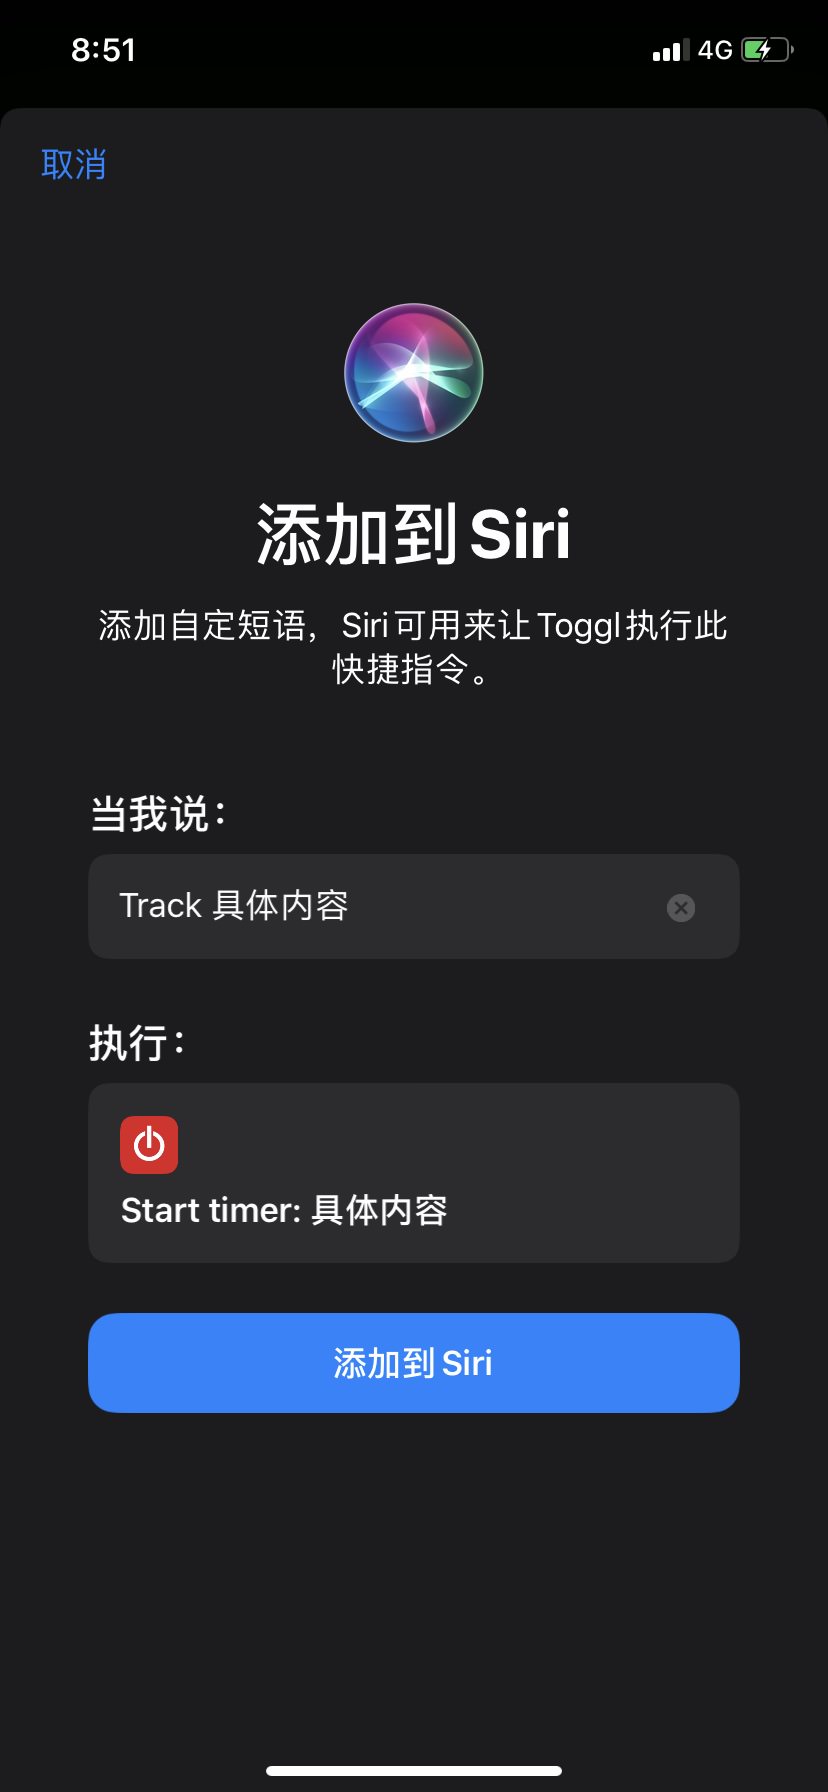 8:51
4G
取消
添加到 Siri
添加自定短语，Siri 可用来让 Toggl 执行此
快捷指令。
当我说：
Track 具体内容
执行：
Start timer: 具体内容
添加到 Siri